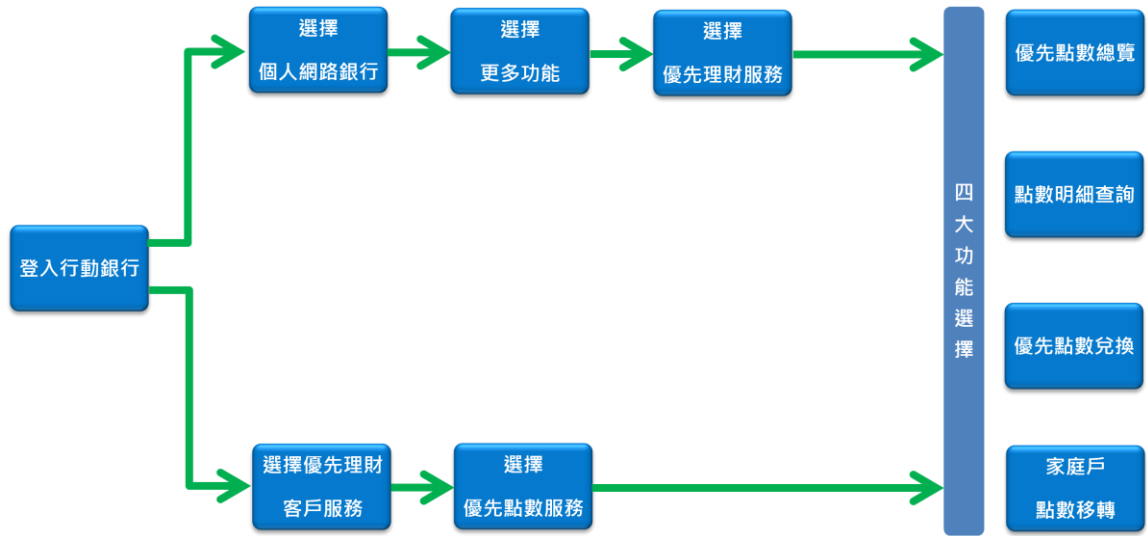 選擇
個人網路銀行
選擇
更多功能
選擇
優先理財服務
優先點數總覽
點數明細查詢
四大功能選擇
登入行動銀行
優先點數兌換
選擇優先理財
客戶服務
選擇
優先點數服務
家庭戶
點數移轉